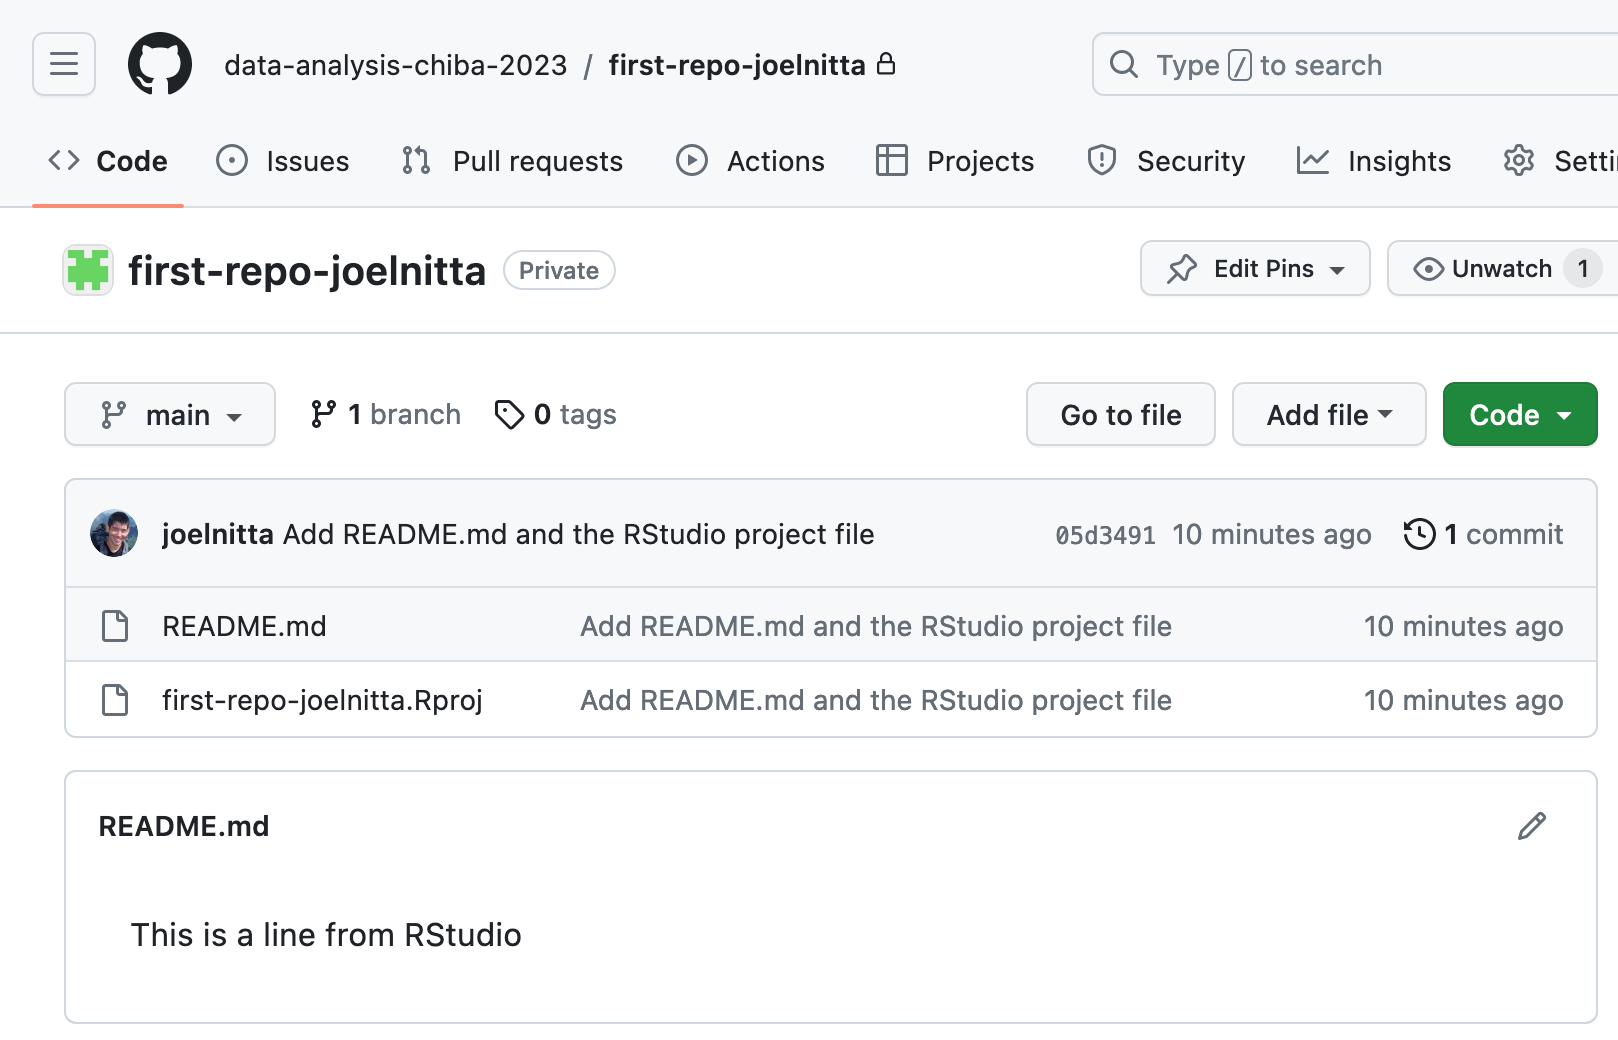 data-analysis-chiba-2023 / first-repo-joelnitta
Type / to search
Code Issues Pull requests Actions Projects Security Insights
first-repo-joelnitta Private
Edit Pins Unwatch 1
main 1 branch 0 tags Go to file Add file Code
joelnitta Add README.md and the RStudio project file 05d3491 10 minutes ago 1 commit
README.md Add README.md and the RStudio project file 10 minutes ago
first-repo-joelnitta.Rproj Add README.md and the RStudio project file 10 minutes ago
README.md
This is a line from RStudio